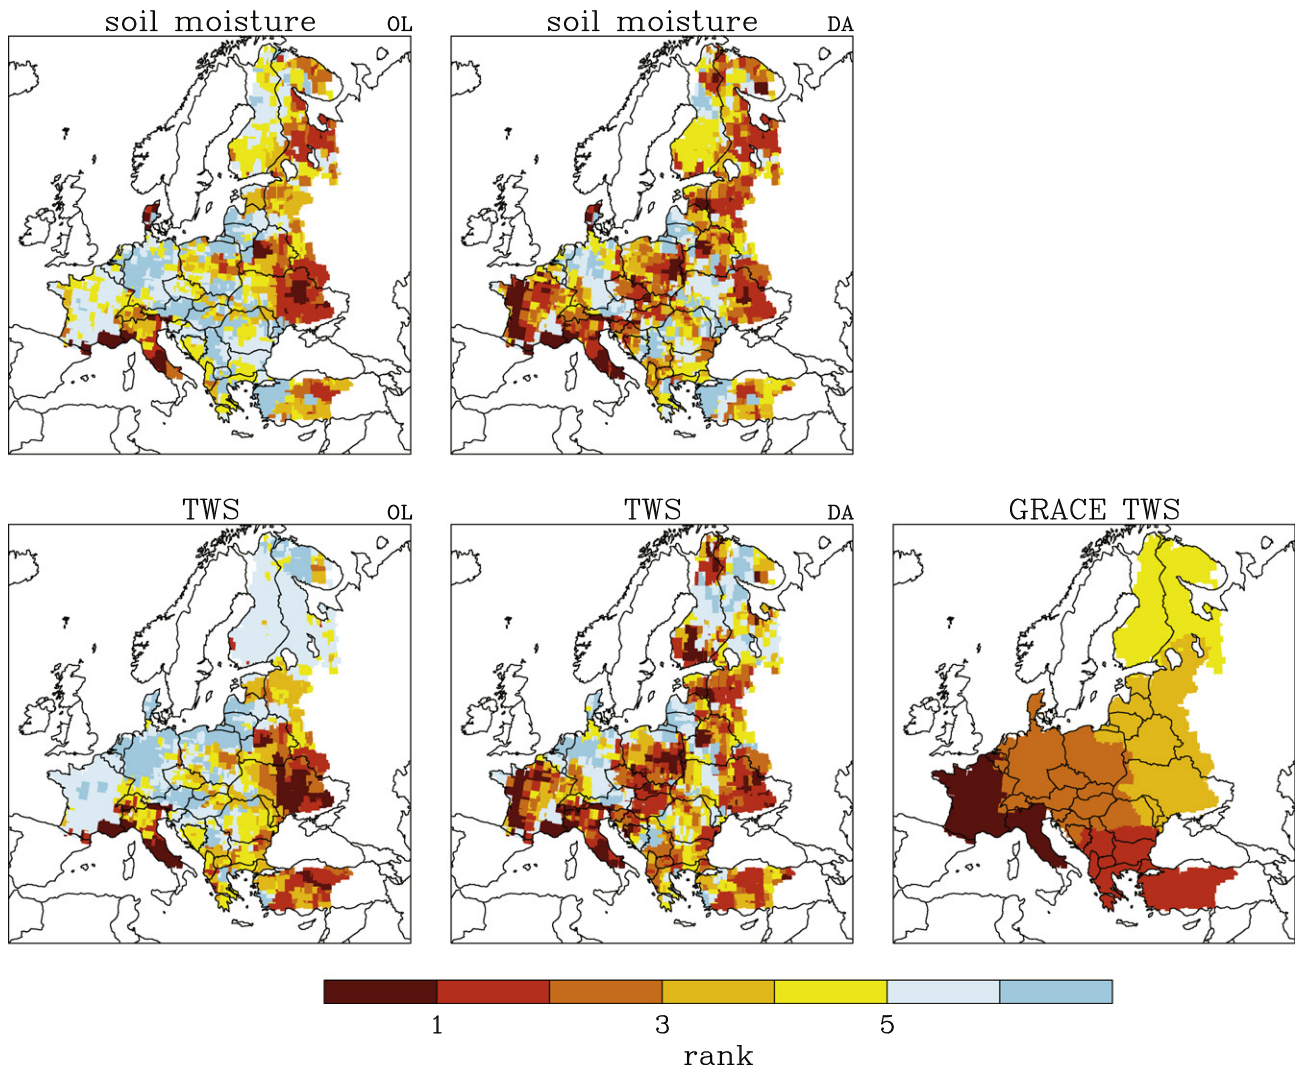 soil moisture OL
soil moisture DA
TWS OL
TWS DA
GRACE TWS
1 3 5
rank